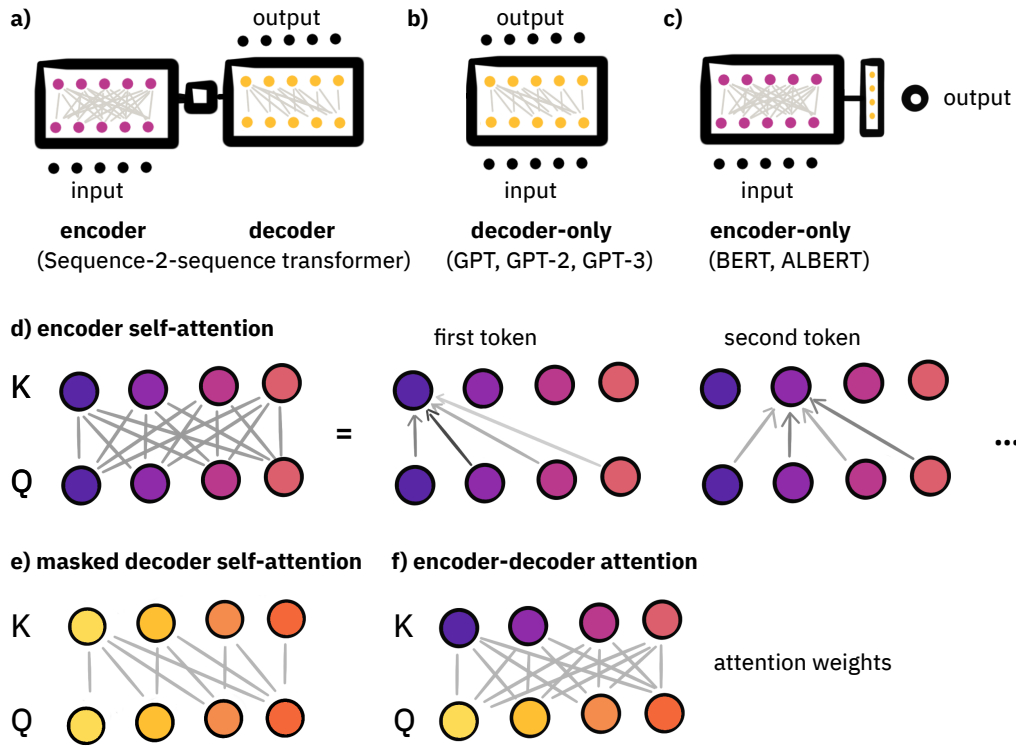 a)
output
input
encoder
decoder
(Sequence-2-sequence transformer)
b)
output
input
decoder-only
(GPT, GPT-2, GPT-3)
c)
output
input
encoder-only
(BERT, ALBERT)
d) encoder self-attention
first token
second token
K
=
...
Q
e) masked decoder self-attention
K
Q
f) encoder-decoder attention
K
attention weights
Q